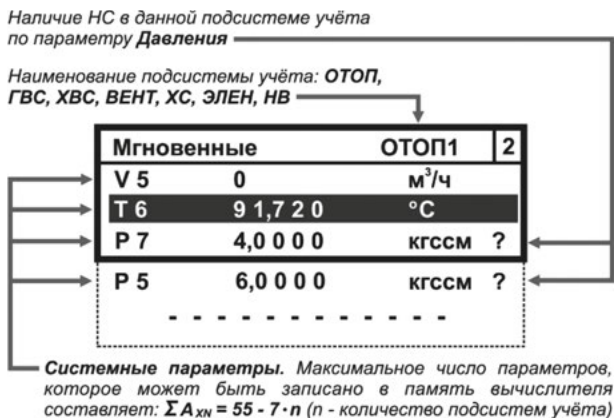 Наличие НС в данной подсистеме учёта
по параметру Давления
Наименование подсистемы учёта: ОТОП,
ГВС, ХВС, ВЕНТ, ХС, ЭЛЕН, НВ
Мгновенные ОТОП1 2
V 5 0 м³/ч
T 6 9 1,7 2 0 °C
P 7 4,0 0 0 0 кгссм ?
P 5 6,0 0 0 0 кгссм ?
- - - - - - - - - - - - -
Системные параметры. Максимальное число параметров,
которое может быть записано в память вычислителя
составляет: Σ Axn = 55 - 7·n (n - количество подсистем учёта)